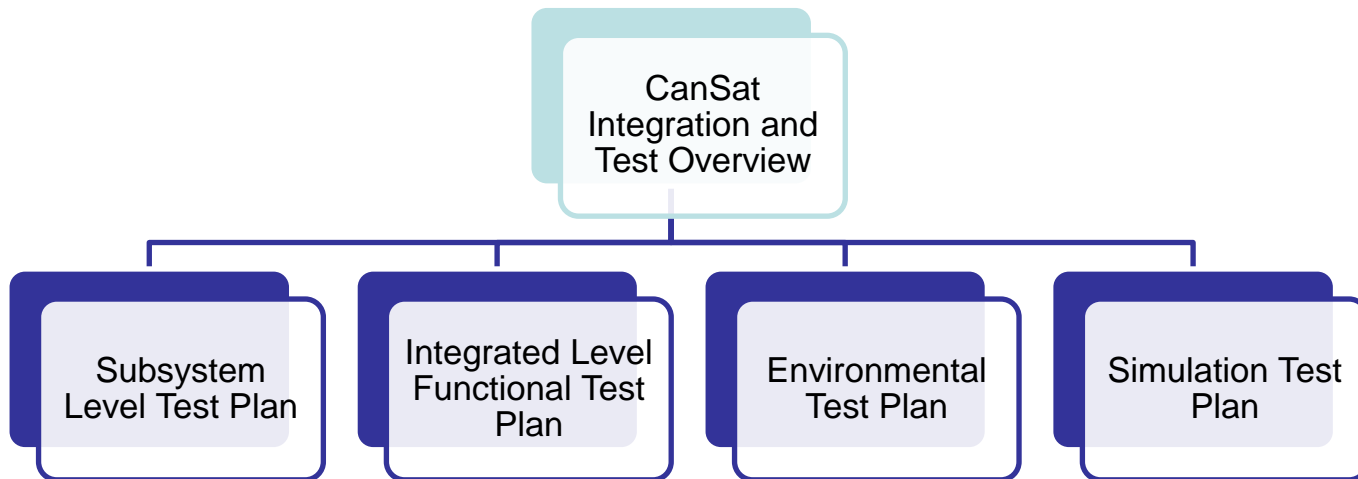 CanSat
Integration and
Test Overview
Subsystem
Level Test Plan
Integrated Level
Functional Test
Plan
Environmental
Test Plan
Simulation Test
Plan